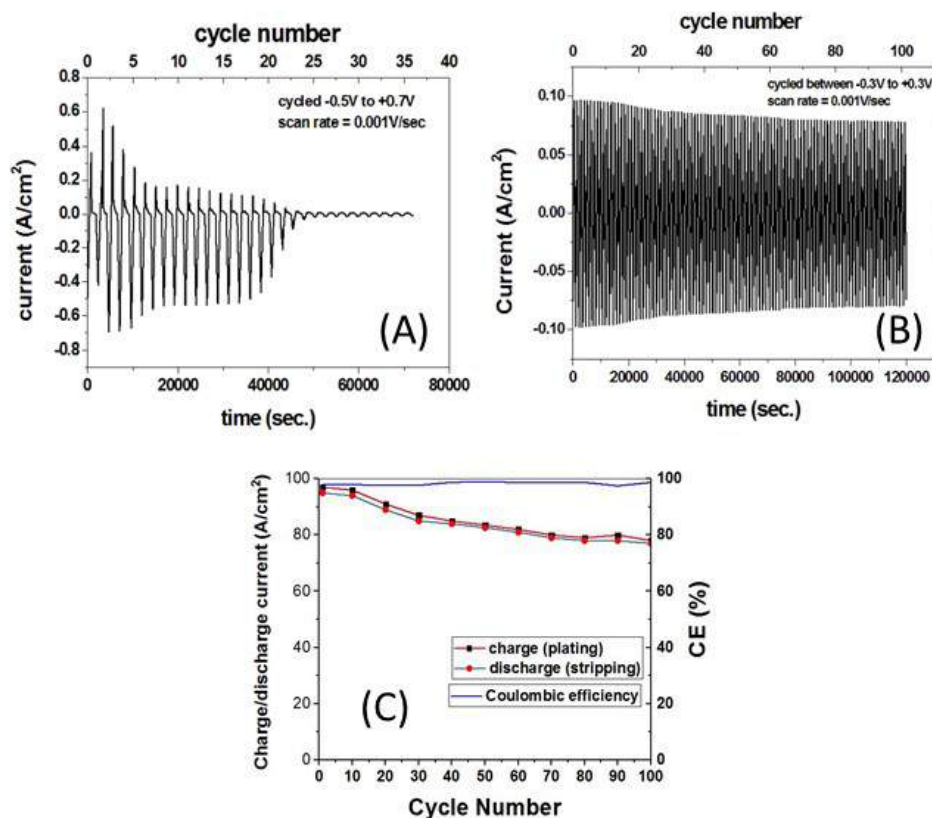 cycle number
0 5 10 15 20 25 30 35 40
0.8
0.6
0.4
0.2
0.0
-0.2
-0.4
-0.6
-0.8
current (A/cm²)
cycled -0.5V to +0.7V
scan rate = 0.001V/sec
(A)
0 20000 40000 60000 80000
time (sec.)
cycle number
0 20 40 60 80 100
0.10
0.05
0.00
-0.05
-0.10
Current (A/cm²)
cycled between -0.3V to +0.3V
scan rate = 0.001V/sec
(B)
0 20000 40000 60000 80000 100000 120000
time (sec.)
100
80
60
40
20
0
Charge/discharge current (A/cm²)
charge (plating)
discharge (stripping)
Coulombic efficiency
(C)
100
80
60
40
20
0
CE (%)
0 10 20 30 40 50 60 70 80 90 100
Cycle Number